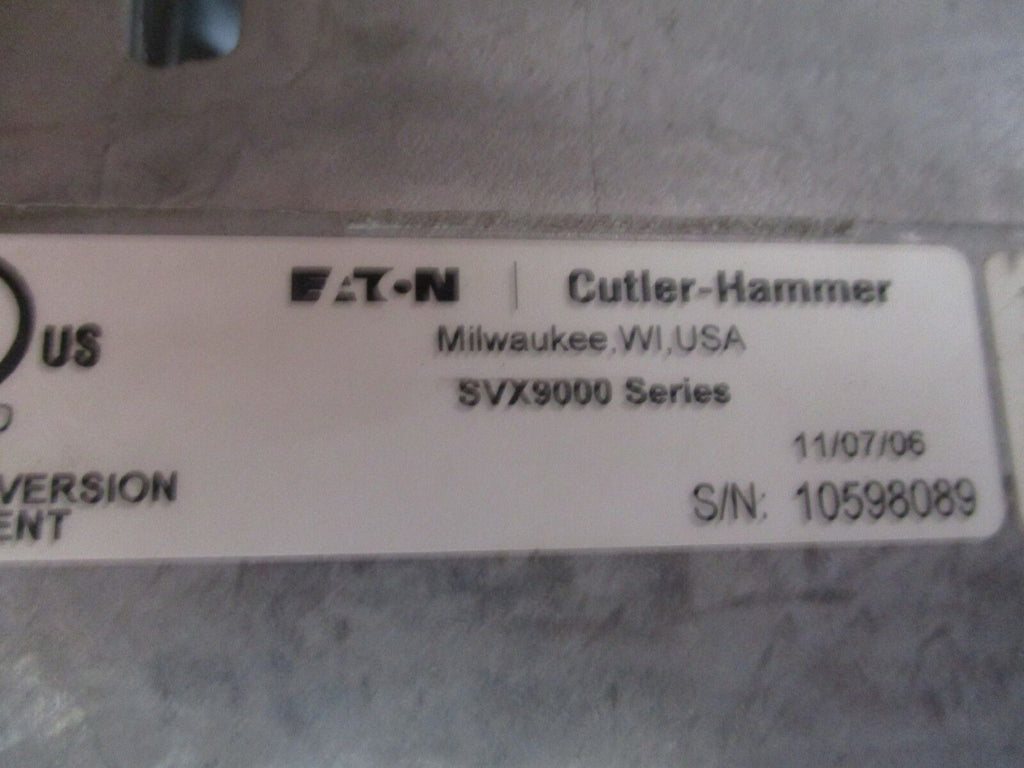 EATON | Cutler-Hammer
US
Milwaukee,WI,USA
SVX9000 Series
11/07/06
VERSION
S/N: 10598089
ENT